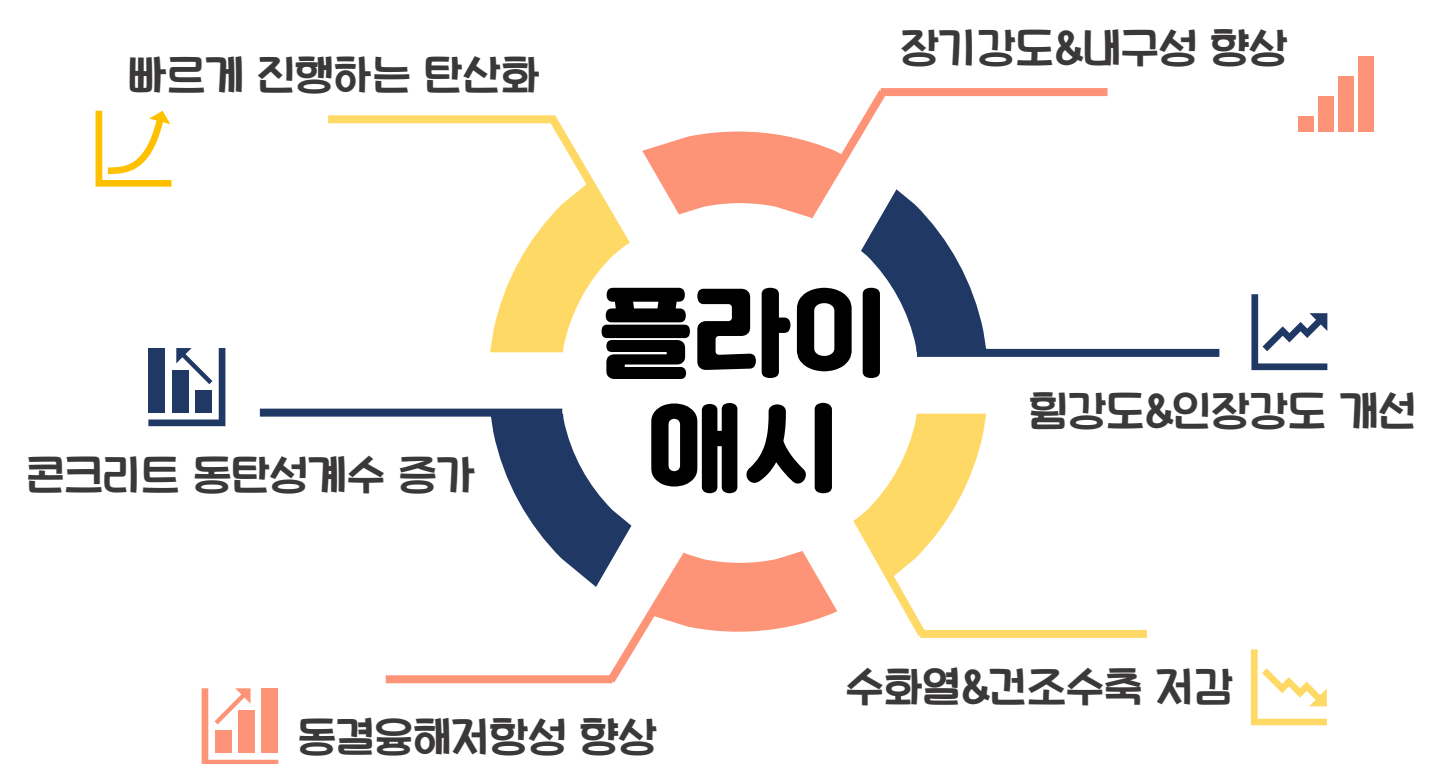 빠르게 진행하는 탄산화
장기강도&내구성 향상
플라이
애시
휨강도&인장강도 개선
콘크리트 동탄성계수 증가
수화열&건조수축 저감
동결융해저항성 향상